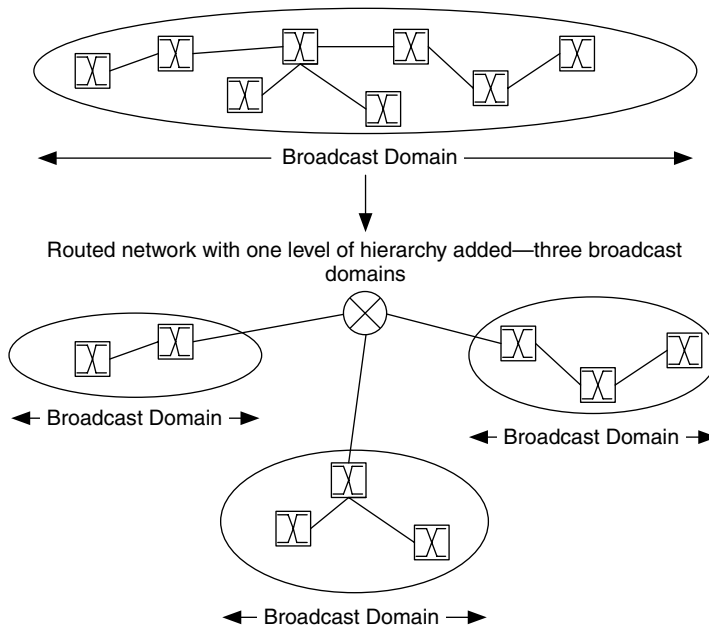 Broadcast Domain
Routed network with one level of hierarchy added—three broadcast
domains
Broadcast Domain
Broadcast Domain
Broadcast Domain